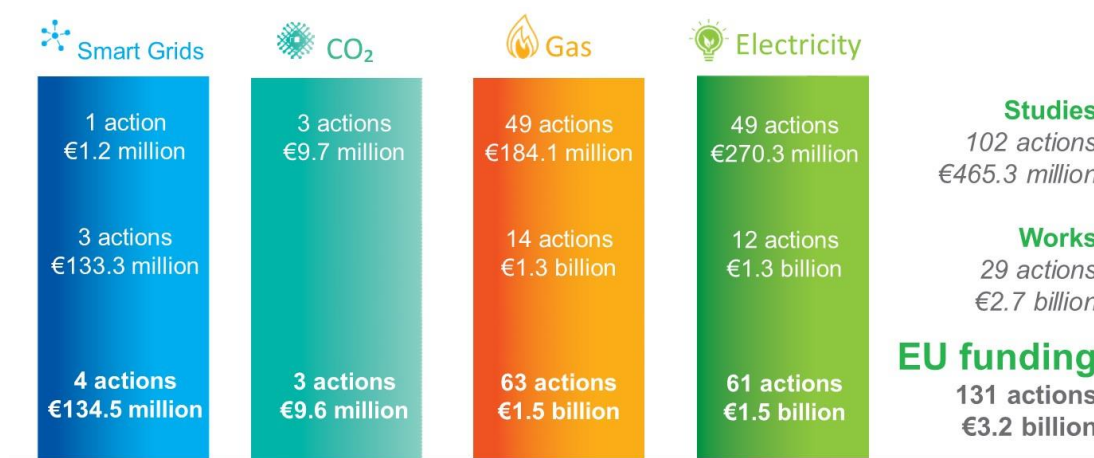 Smart Grids
1 action
€1.2 million
3 actions
€133.3 million
4 actions
€134.5 million
CO₂
3 actions
€9.7 million
3 actions
€9.6 million
Gas
49 actions
€184.1 million
14 actions
€1.3 billion
63 actions
€1.5 billion
Electricity
49 actions
€270.3 million
12 actions
€1.3 billion
61 actions
€1.5 billion
Studies
102 actions
€465.3 million
Works
29 actions
€2.7 billion
EU funding
131 actions
€3.2 billion